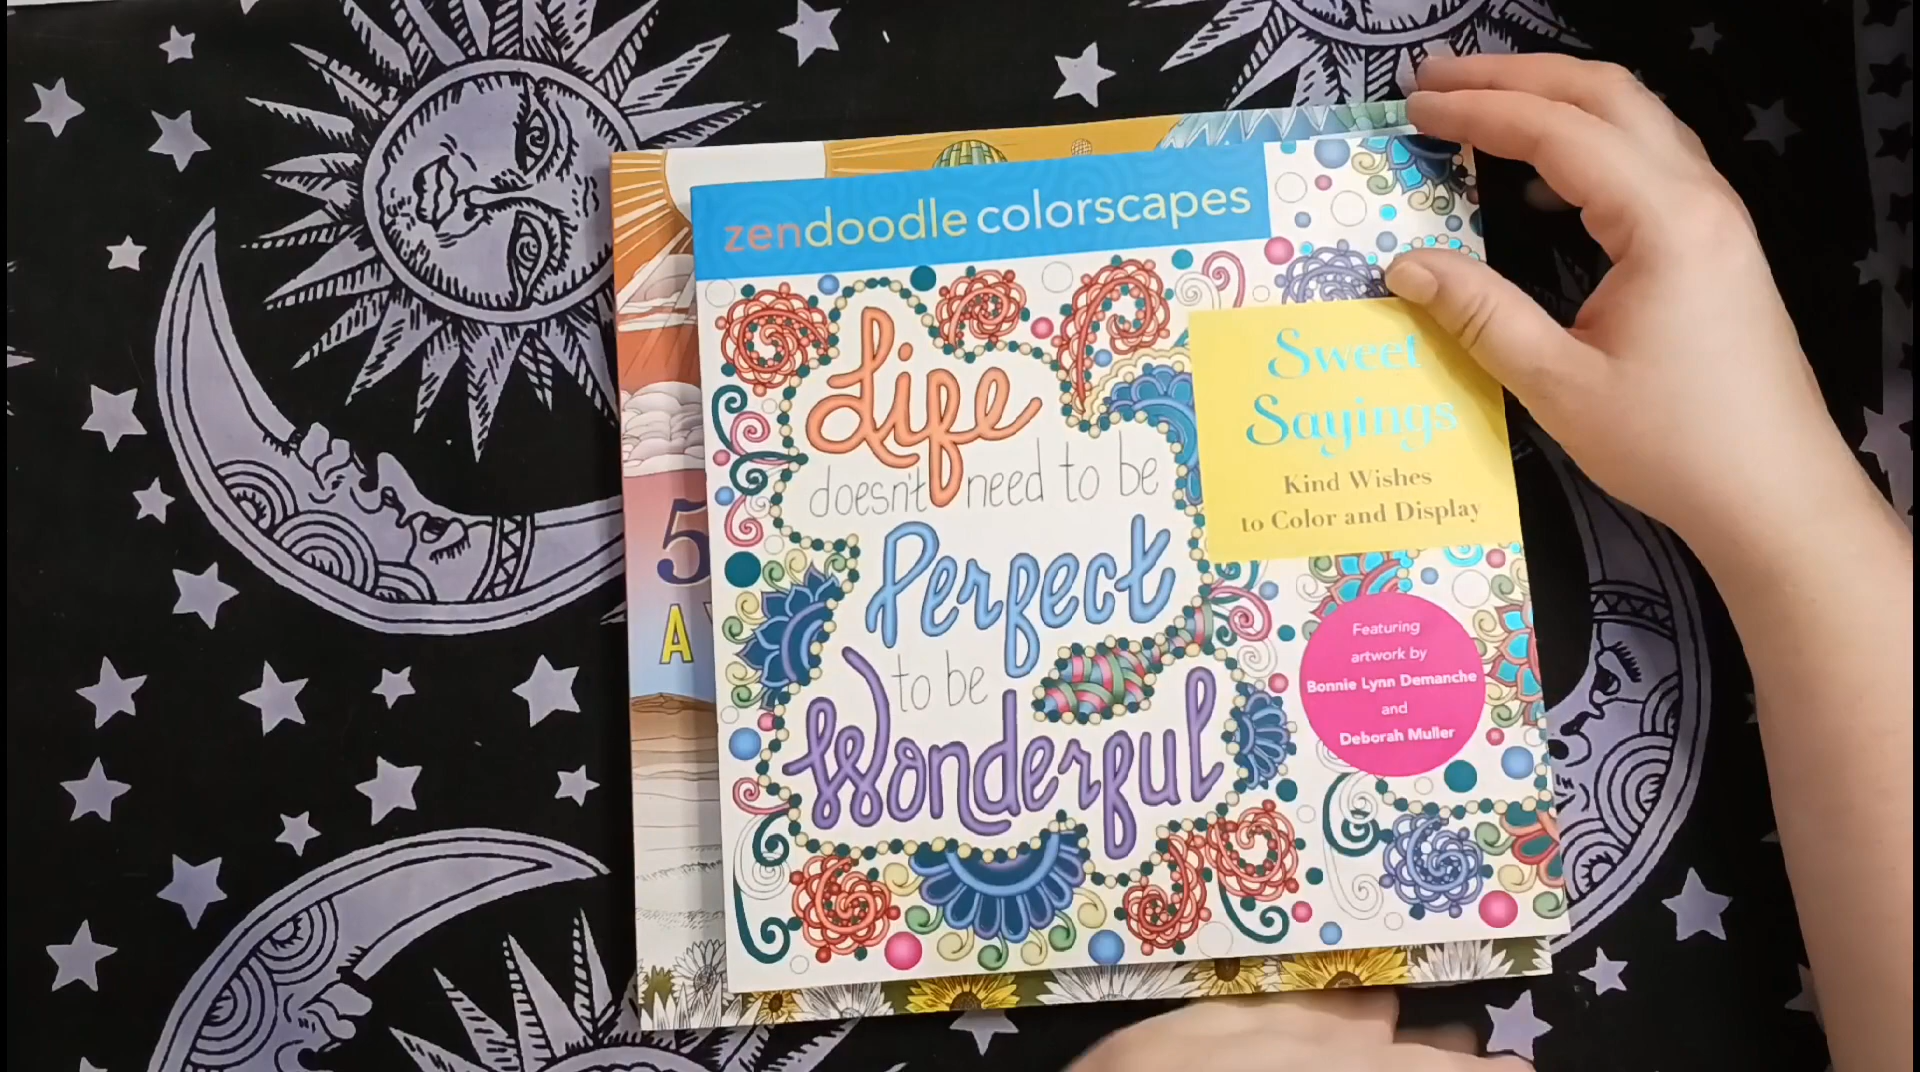 zendoodle colorscapes
Life
doesn't need to be
Perfect
to be
Wonderful
Sweet
Sayings
Kind Wishes
to Color and Display
Featuring
artwork by
Bonnie Lynn Demanche
and
Deborah Muller
5